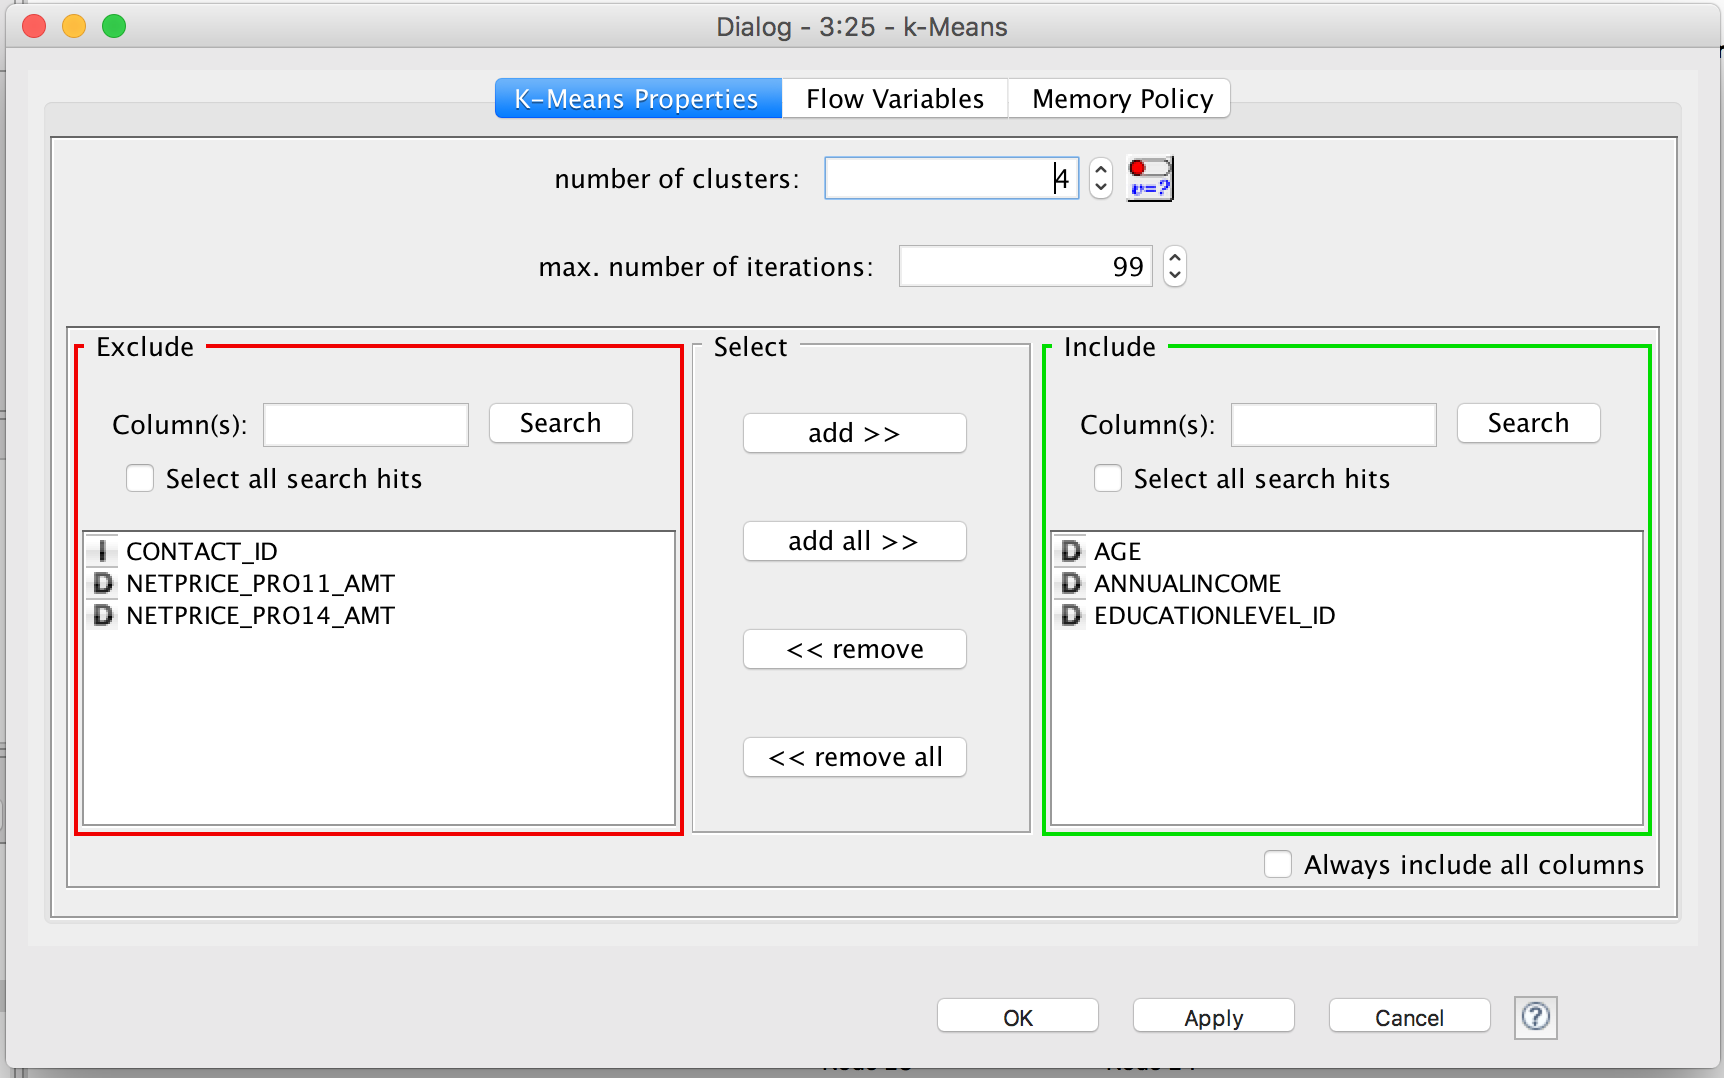 Dialog - 3:25 - k-Means
K-Means Properties Flow Variables Memory Policy
number of clusters: 4
v=?
max. number of iterations: 99
Exclude
Column(s): Search
Select all search hits
I CONTACT_ID
D NETPRICE_PRO11_AMT
D NETPRICE_PRO14_AMT
Select
add >>
add all >>
<< remove
<< remove all
Include
Column(s): Search
Select all search hits
D AGE
D ANNUALINCOME
D EDUCATIONLEVEL_ID
Always include all columns
OK Apply Cancel ?